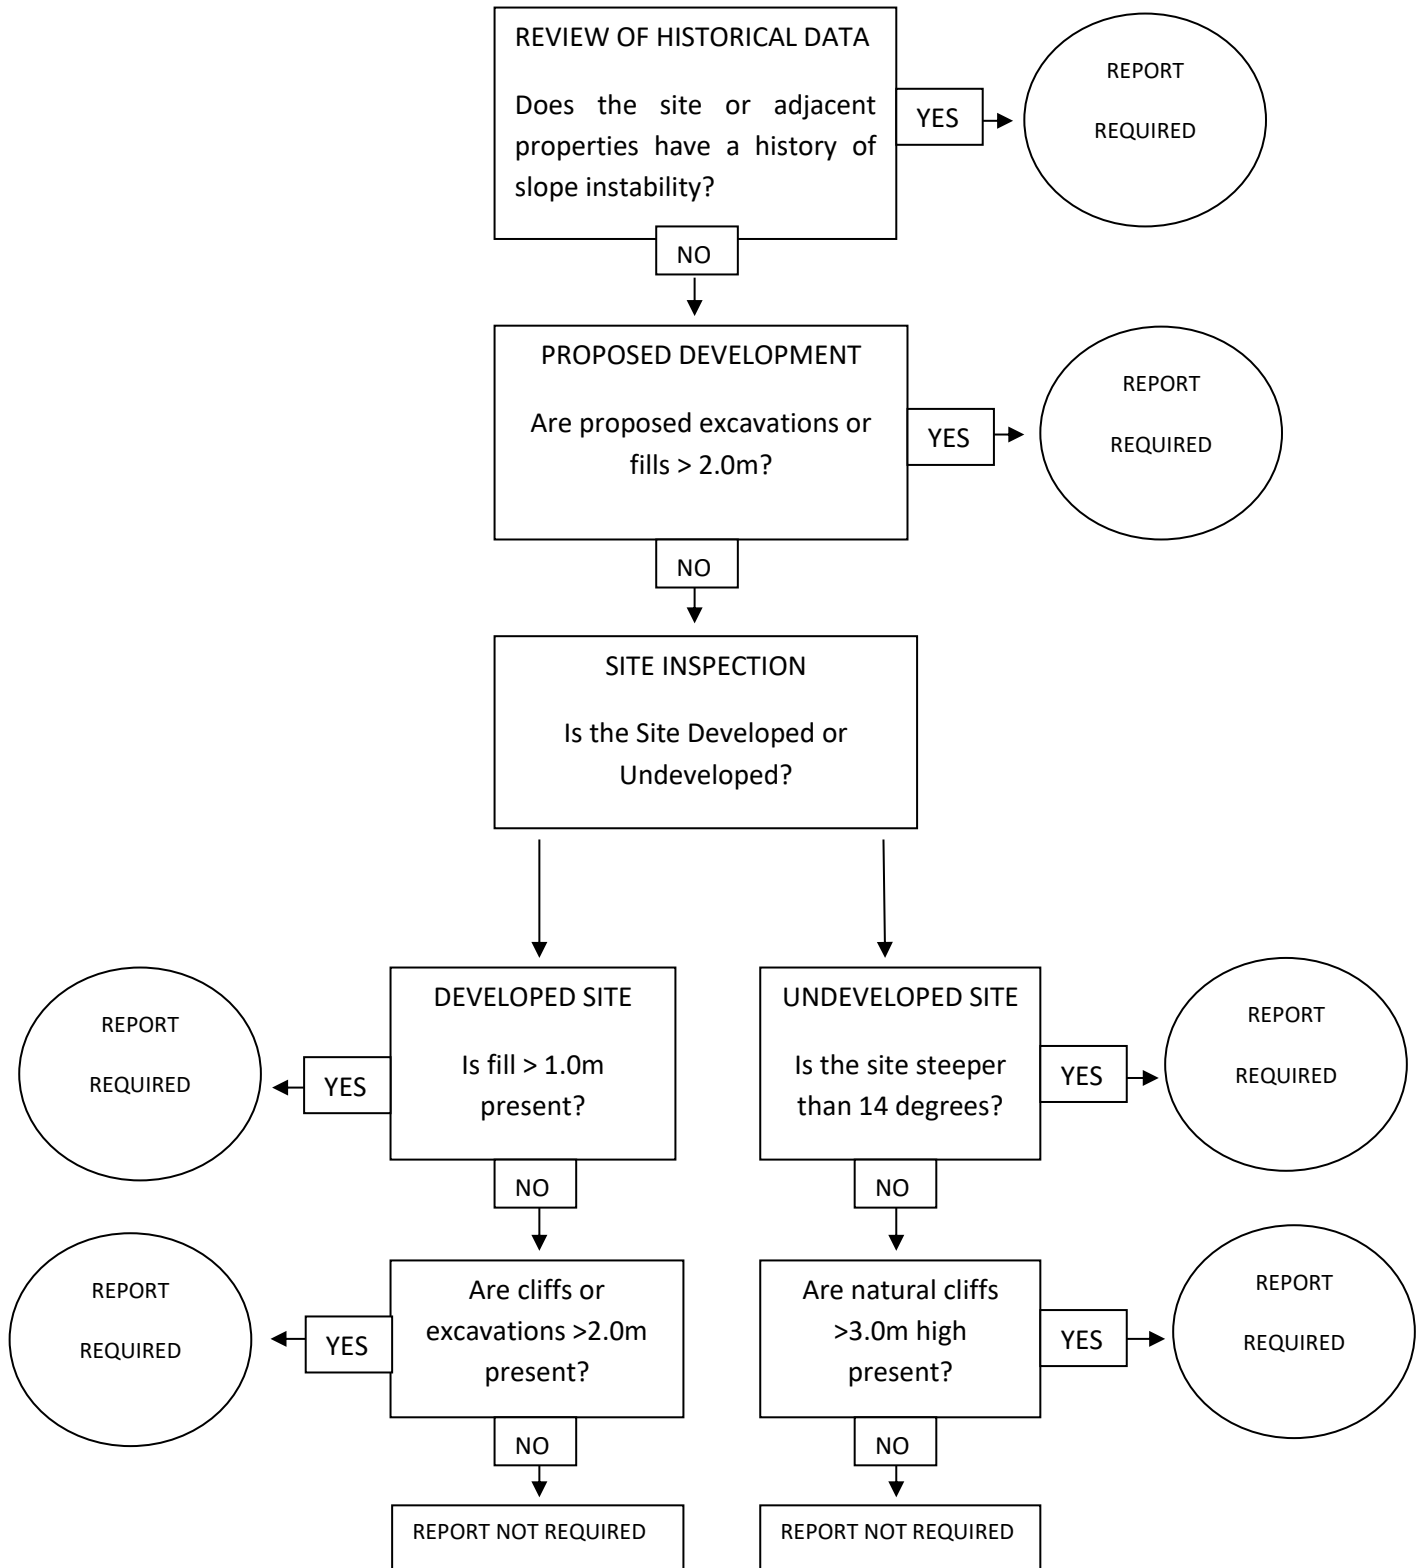 REVIEW OF HISTORICAL DATA
Does the site or adjacent
properties have a history of
slope instability?
YES
REPORT
REQUIRED
NO
PROPOSED DEVELOPMENT
Are proposed excavations or
fills > 2.0m?
YES
REPORT
REQUIRED
NO
SITE INSPECTION
Is the Site Developed or
Undeveloped?
DEVELOPED SITE
Is fill > 1.0m
present?
YES
REPORT
REQUIRED
NO
Are cliffs or
excavations >2.0m
present?
YES
REPORT
REQUIRED
NO
REPORT NOT REQUIRED
UNDEVELOPED SITE
Is the site steeper
than 14 degrees?
YES
REPORT
REQUIRED
NO
Are natural cliffs
>3.0m high
present?
YES
REPORT
REQUIRED
NO
REPORT NOT REQUIRED